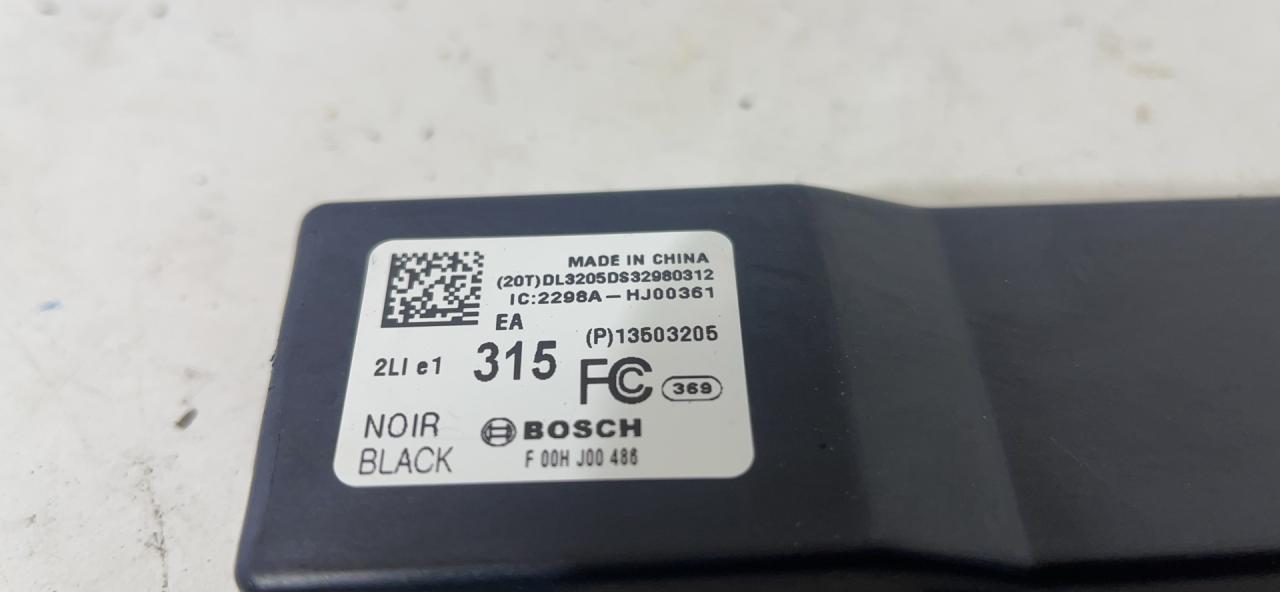 MADE IN CHINA
(20T)DL3205DS32980312
IC:2298A-HJ00361
EA
(P)13503205
2LI e1
315
FC
369
NOIR
BLACK
BOSCH
F 00H J00 486